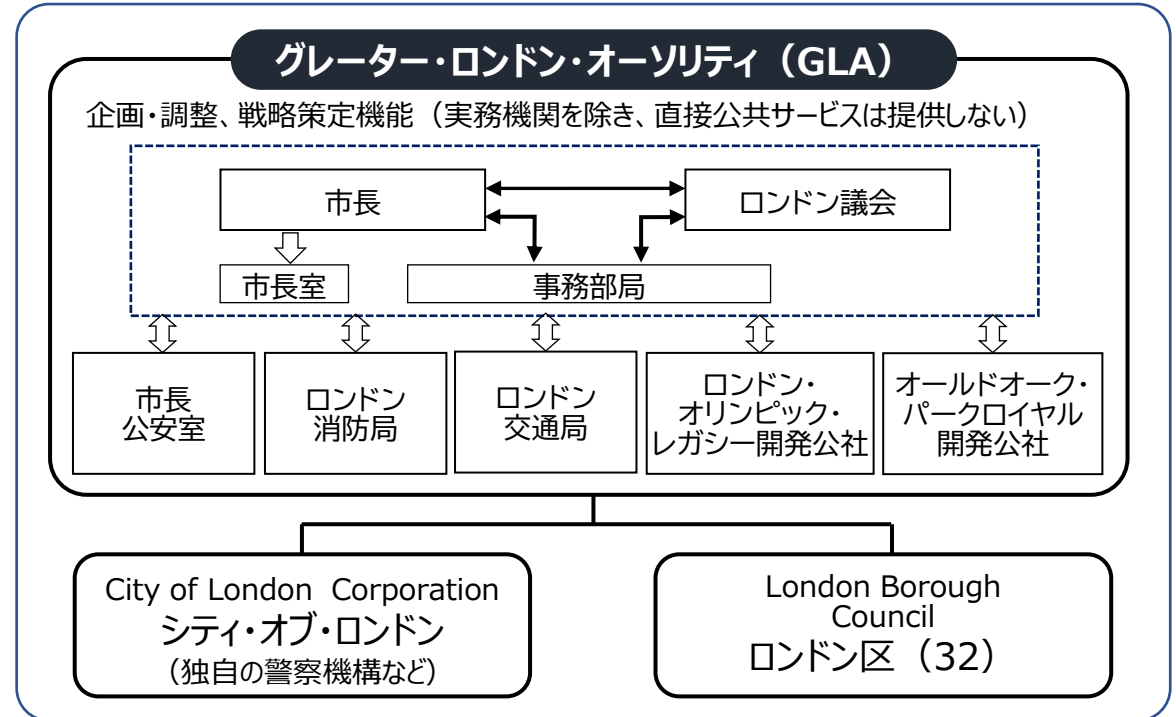 グレーター・ロンドン・オーソリティ（GLA）
企画・調整、戦略策定機能（実務機関を除き、直接公共サービスは提供しない）
市長
ロンドン議会
市長室
事務部局
市長
公安室
ロンドン
消防局
ロンドン
交通局
ロンドン・
オリンピック・
レガシー開発公社
オールドオーク・
パークロイヤル
開発公社
City of London Corporation
シティ・オブ・ロンドン
（独自の警察機構など）
London Borough
Council
ロンドン区（32）